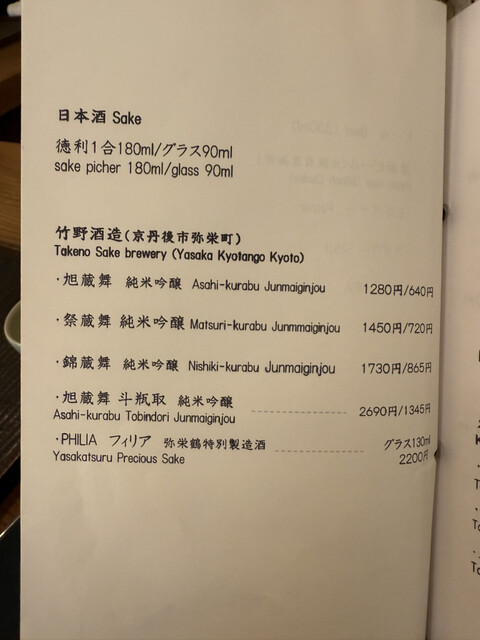 日本酒 Sake
徳利1合180ml/グラス90ml
sake picher 180ml/glass 90ml
竹野酒造(京丹後市弥栄町)
Takeno Sake brewery (Yasaka Kyotango Kyoto)
・旭蔵舞 純米吟醸 Asahi-kurabu Junmaiginjou 1280円/640円
・祭蔵舞 純米吟醸 Matsuri-kurabu Junmmaiginjou 1450円/720円
・錦蔵舞 純米吟醸 Nishiki-kurabu Junmaiginjou 1730円/865円
・旭蔵舞 斗瓶取 純米吟醸
Asahi-kurabu Tobindori Junmaiginjou 2690円/1345円
・PHILIA フィリア 弥栄鶴特別製造酒 グラス130ml
Yasakatsuru Precious Sake 2200円